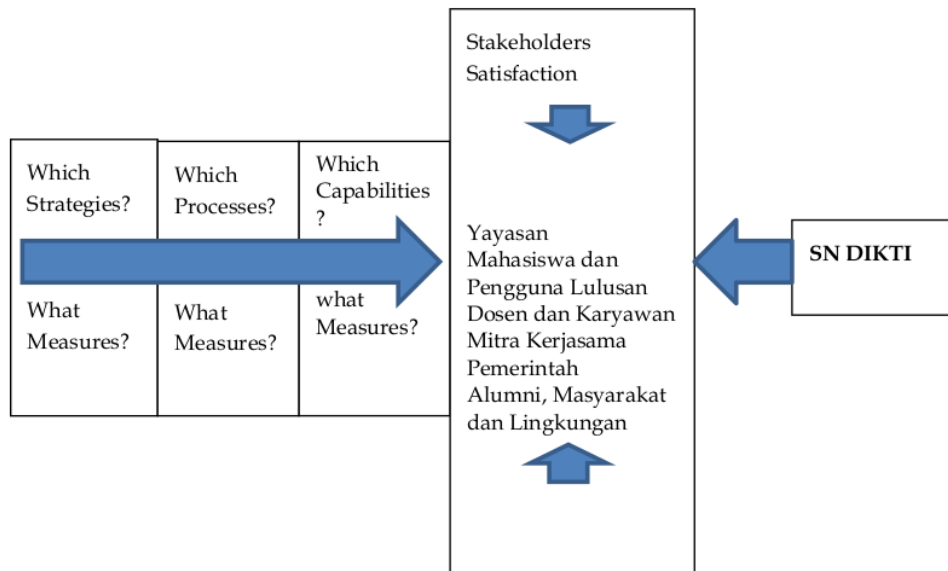 Stakeholders
Satisfaction
Which
Strategies?
Which
Processes?
Which
Capabilities
?
What
Measures?
What
Measures?
what
Measures?
Yayasan
Mahasiswa dan
Pengguna Lulusan
Dosen dan Karyawan
Mitra Kerjasama
Pemerintah
Alumni, Masyarakat
dan Lingkungan
SN DIKTI